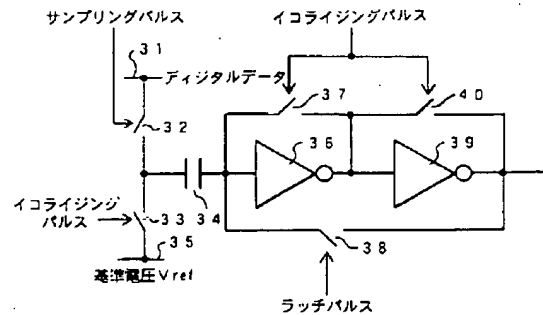 サンプリングパルス
イコライジングパルス
31
ディジタルデータ
32
37
40
36
39
イコライジング
パルス
33
34
35
38
基準電圧Vref
ラッチパルス